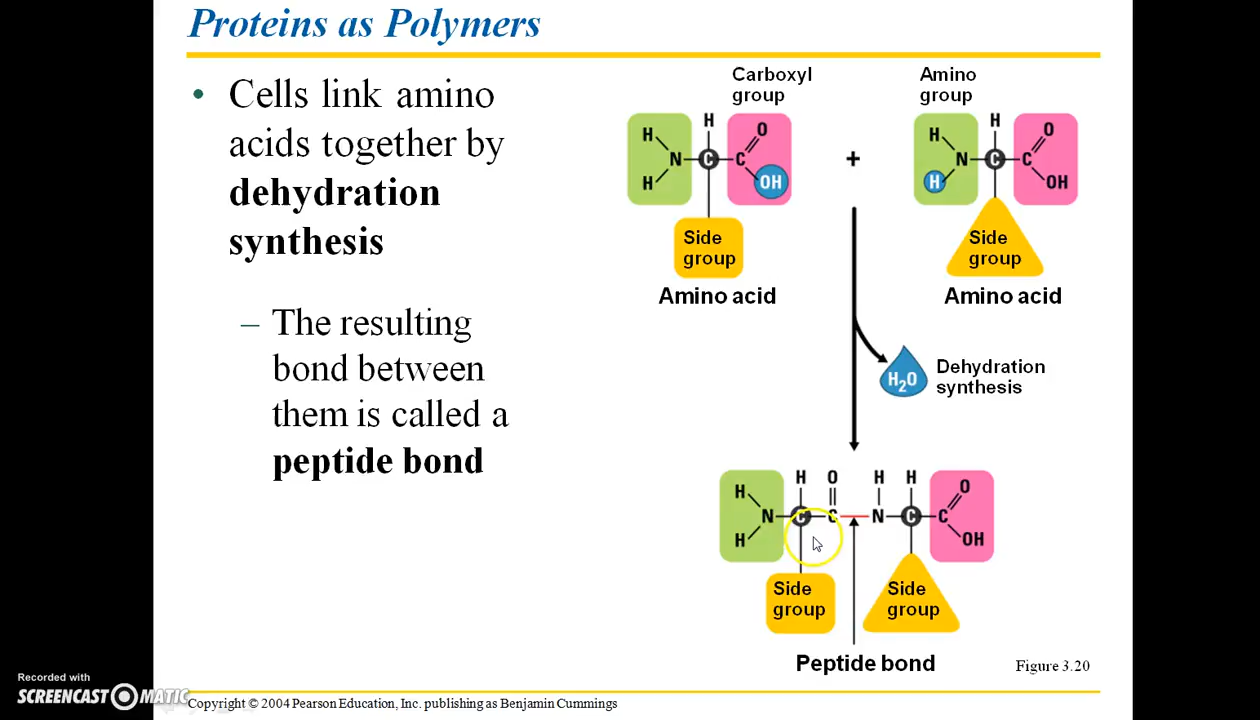 Proteins as Polymers
• Cells link amino
acids together by
dehydration
synthesis
– The resulting
bond between
them is called a
peptide bond
Carboxyl
group
Amino
group
H H O
N C C
H OH
Side
group
Amino acid
+
H H O
N C C
H OH
Side
group
Amino acid
H2O
Dehydration
synthesis
H H O H H O
N C C N C C
H OH
Side
group
Side
group
Peptide bond
Figure 3.20
Recorded with
SCREENCAST MATIC
Copyright © 2004 Pearson Education, Inc. publishing as Benjamin Cummings